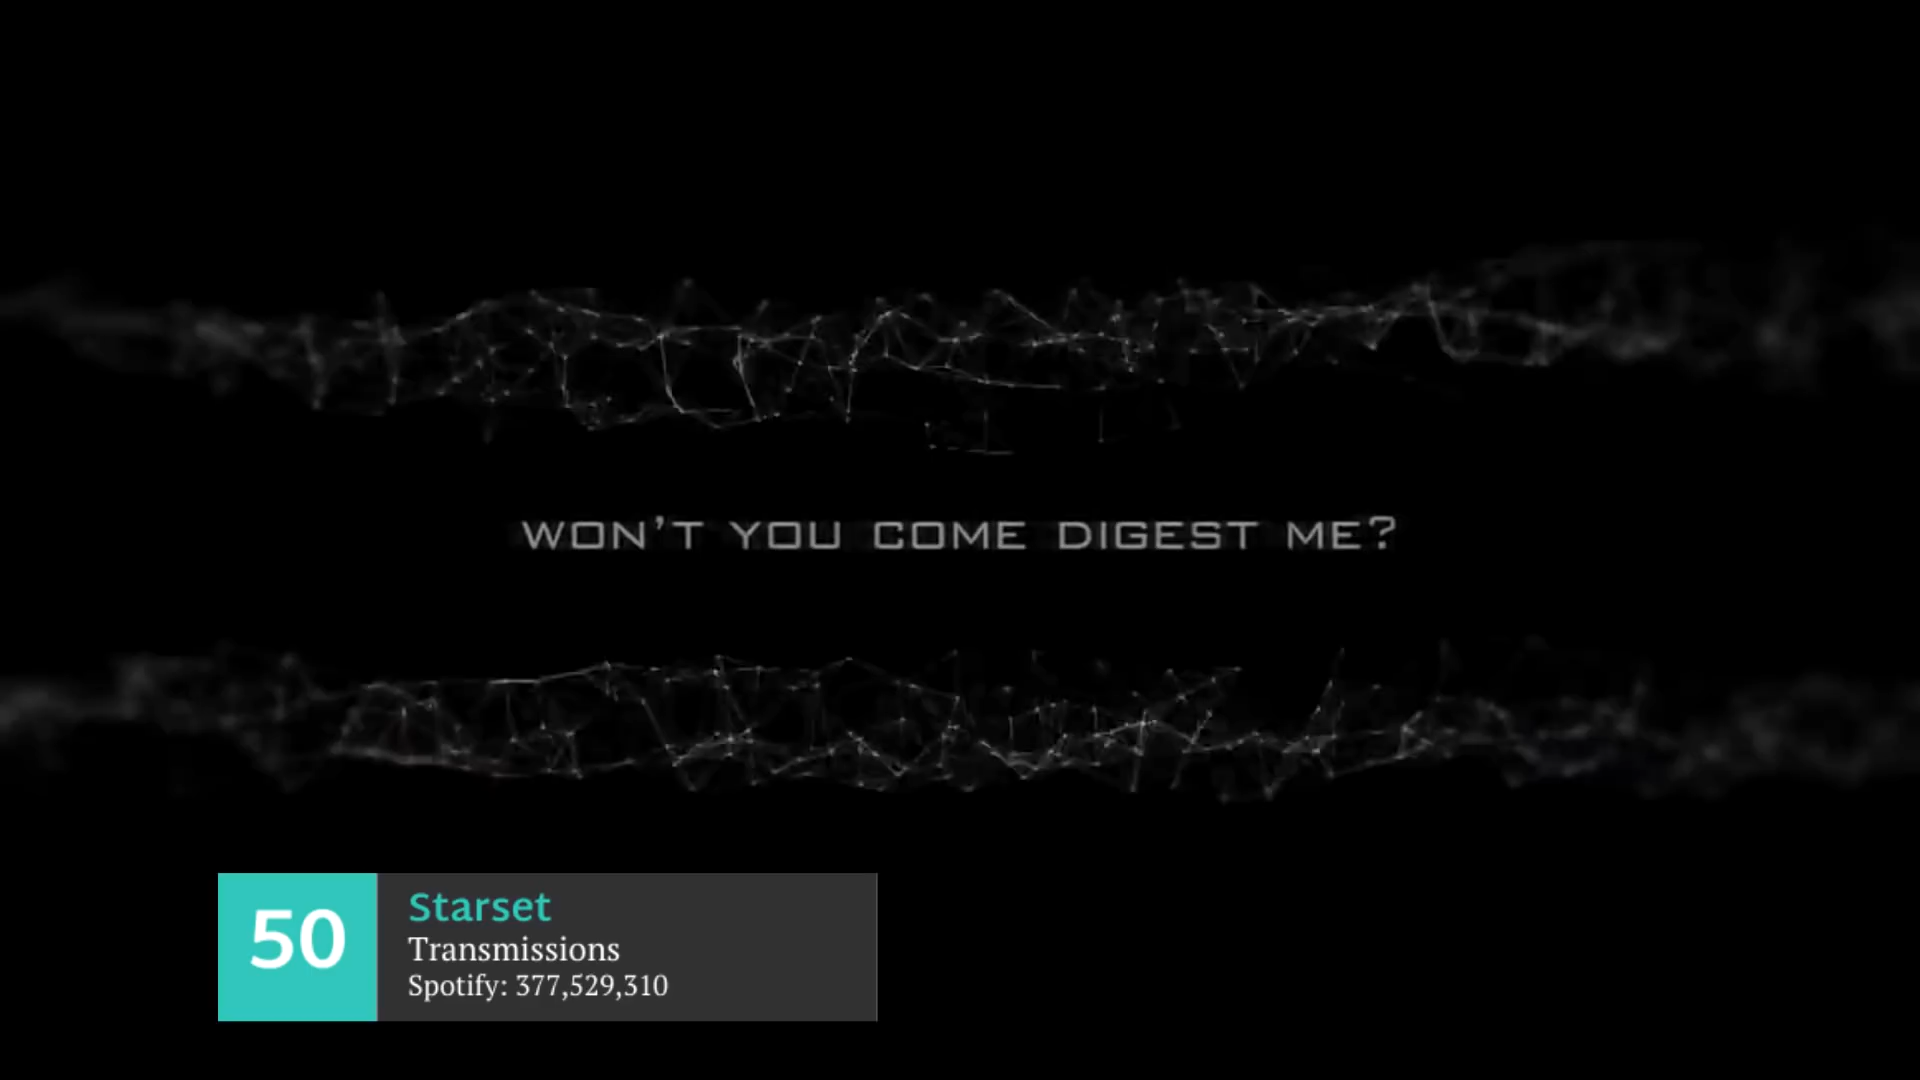 WON'T YOU COME DIGEST ME?
50
Starset
Transmissions
Spotify: 377,529,310